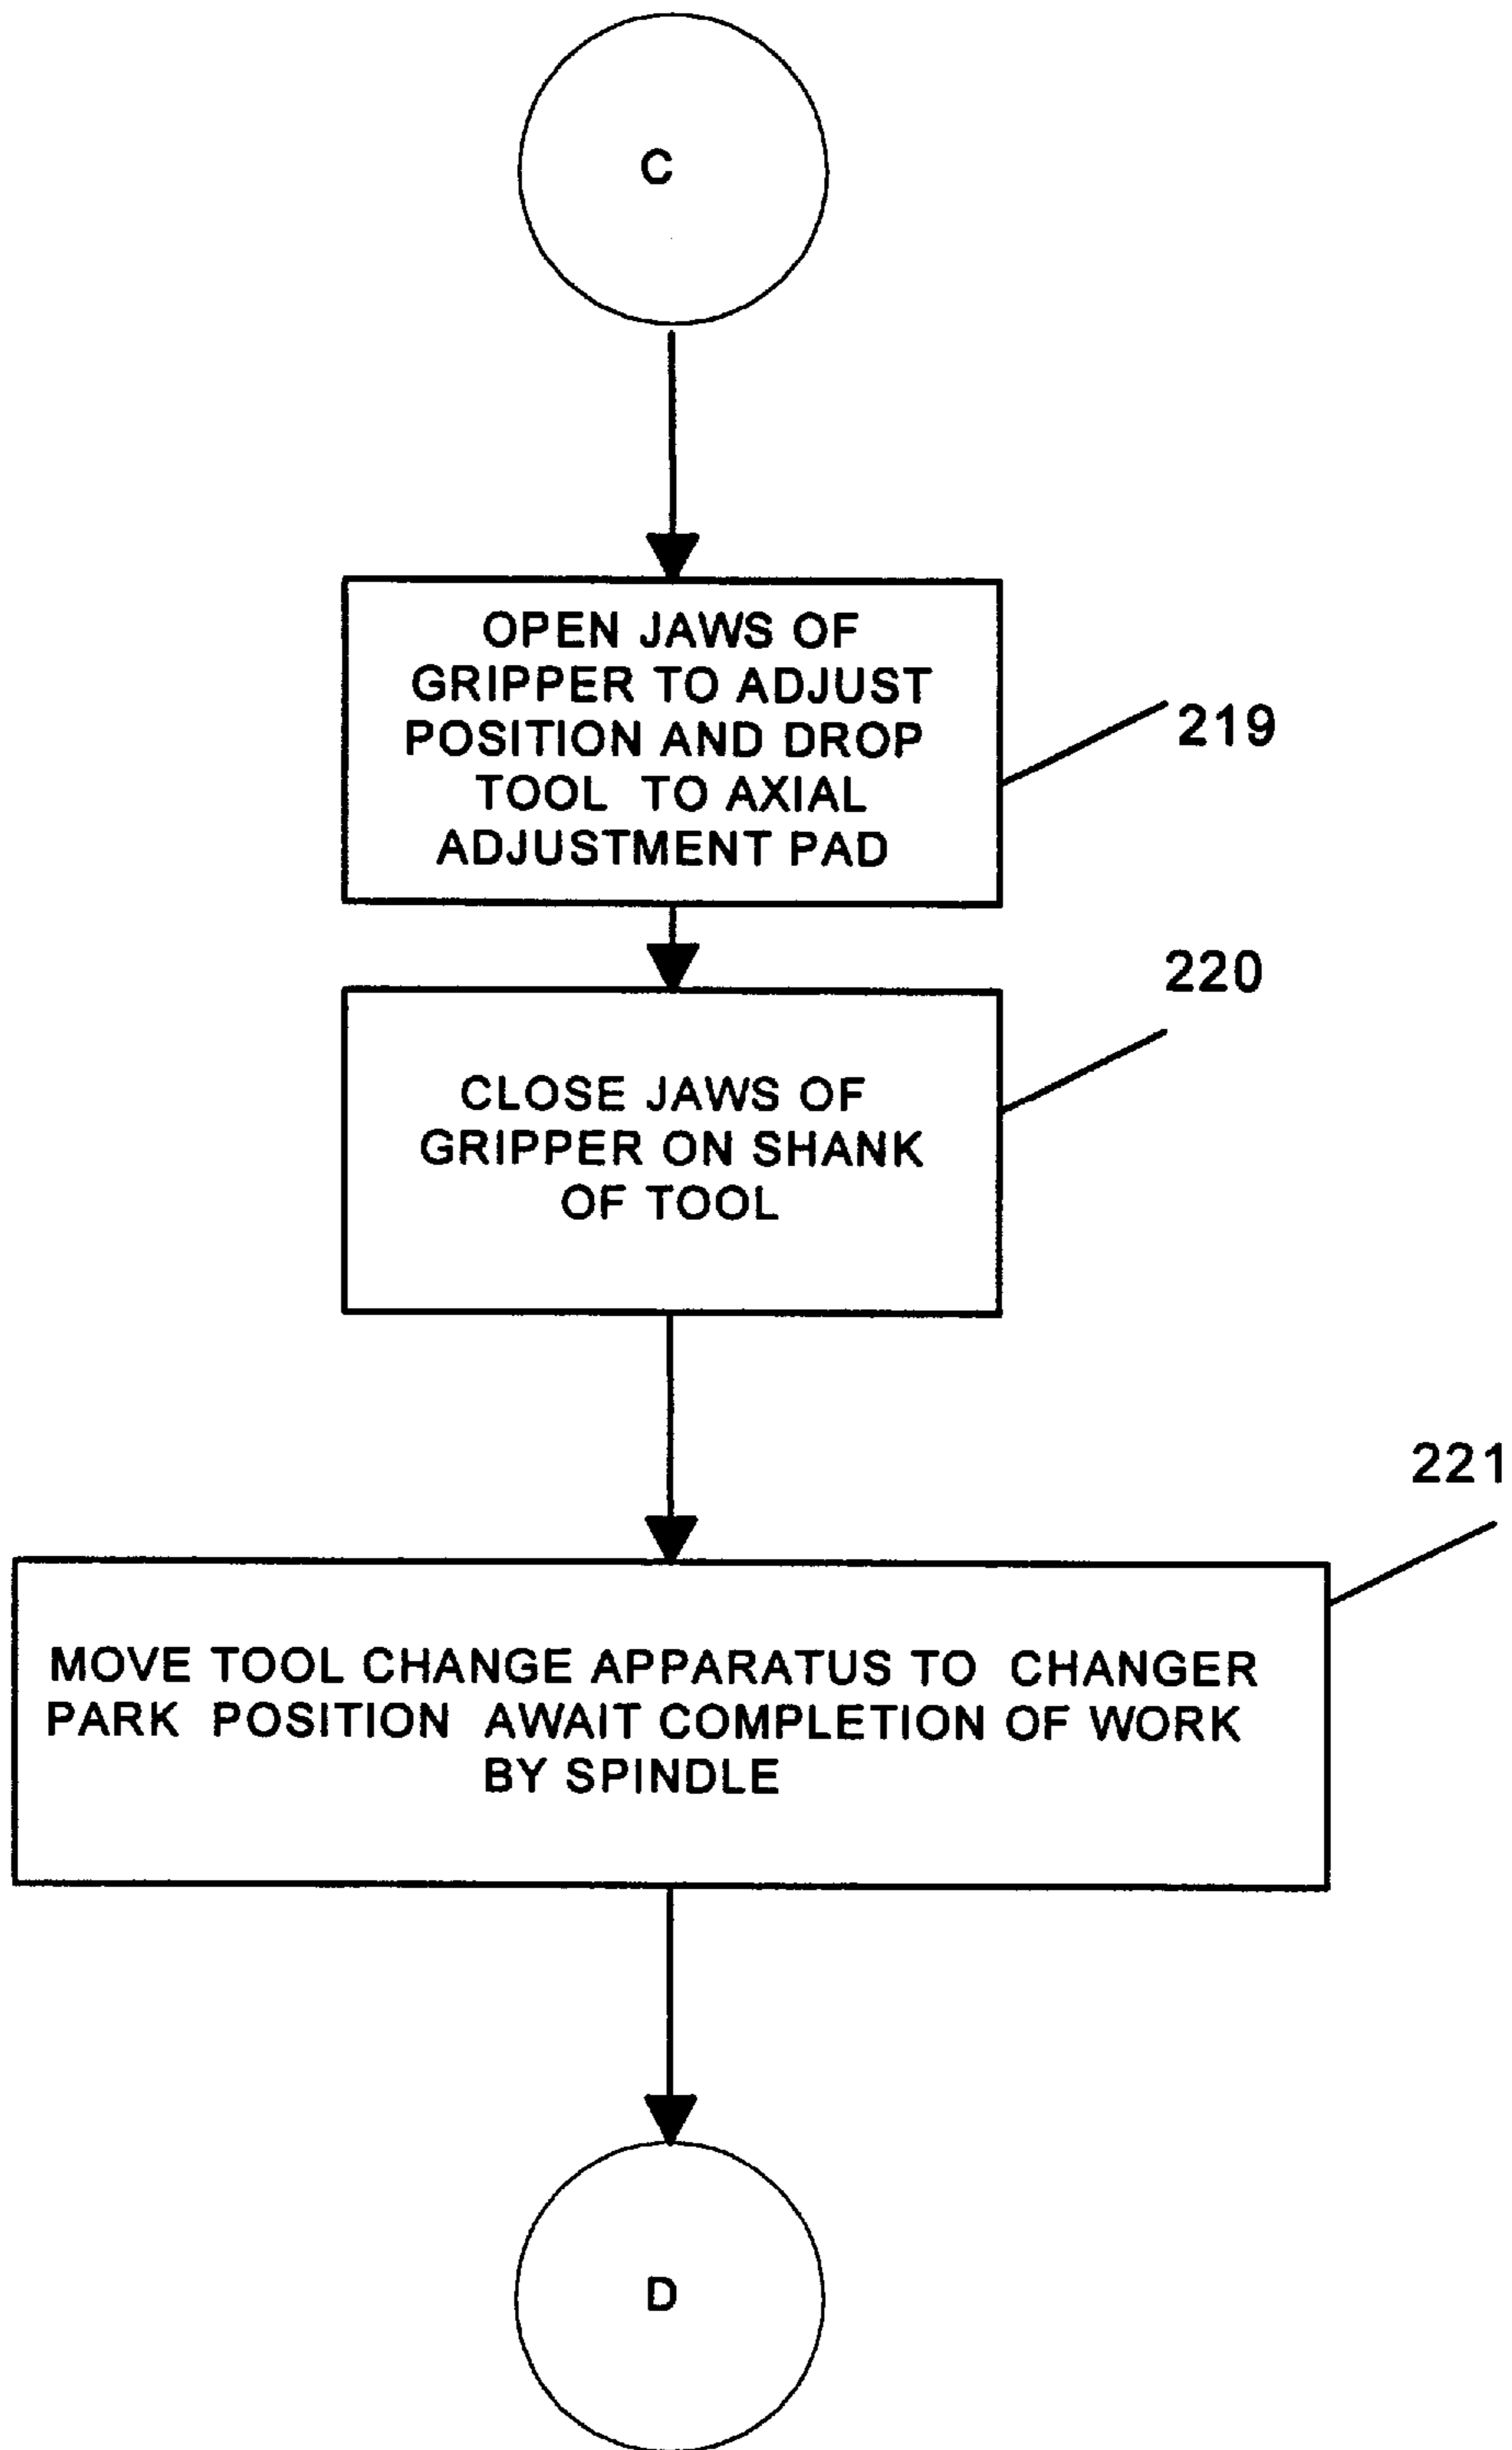 C
OPEN JAWS OF
GRIPPER TO ADJUST
POSITION AND DROP
TOOL TO AXIAL
ADJUSTMENT PAD
219
CLOSE JAWS OF
GRIPPER ON SHANK
OF TOOL
220
MOVE TOOL CHANGE APPARATUS TO CHANGER
PARK POSITION AWAIT COMPLETION OF WORK
BY SPINDLE
221
D